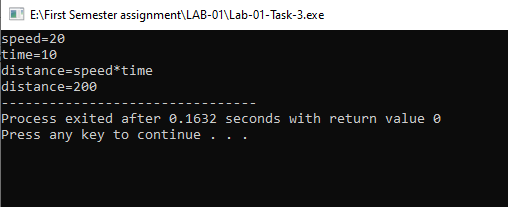 E:\First Semester assignment\LAB-01\Lab-01-Task-3.exe
speed=20
time=10
distance=speed*time
distance=200
--------------------------------
Process exited after 0.1632 seconds with return value 0
Press any key to continue . . .